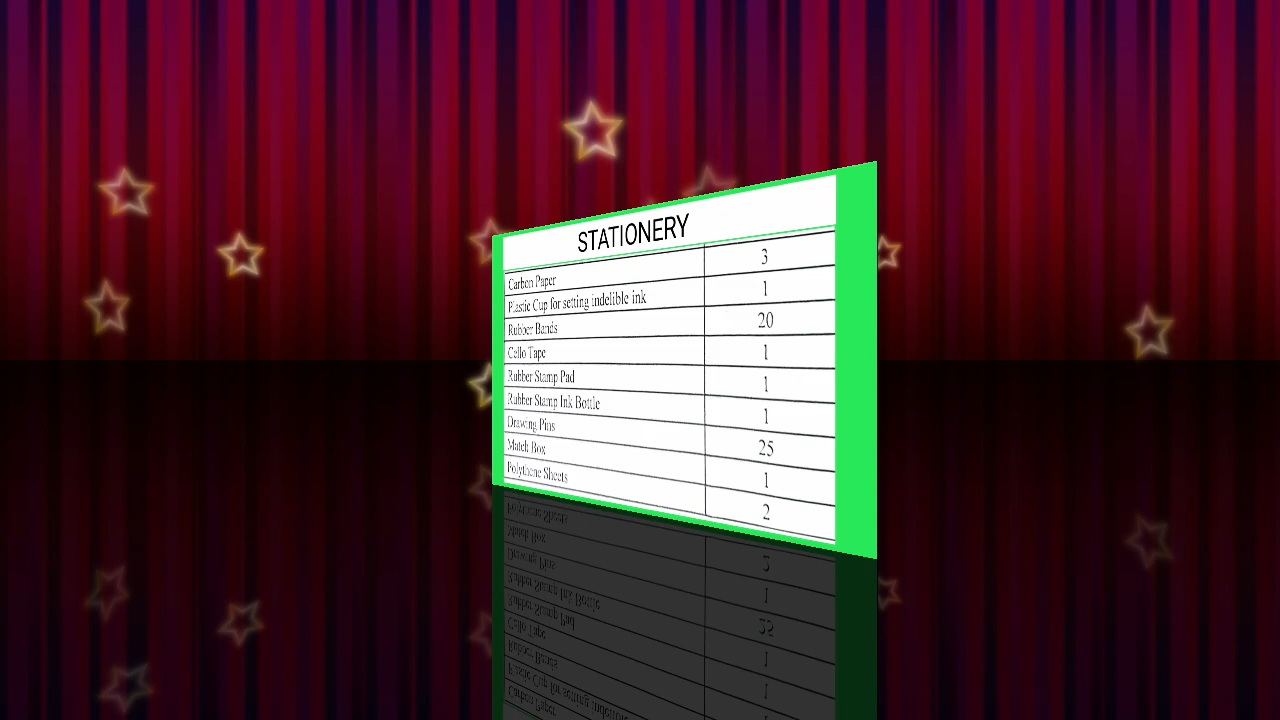 STATIONERY
Carbon Paper 3
Plastic Cup for setting indelible ink 1
Rubber Bands 20
Cello Tape 1
Rubber Stamp Pad 1
Rubber Stamp Ink Bottle 1
Drawing Pins 25
Match Box 1
Polythene Sheets 2